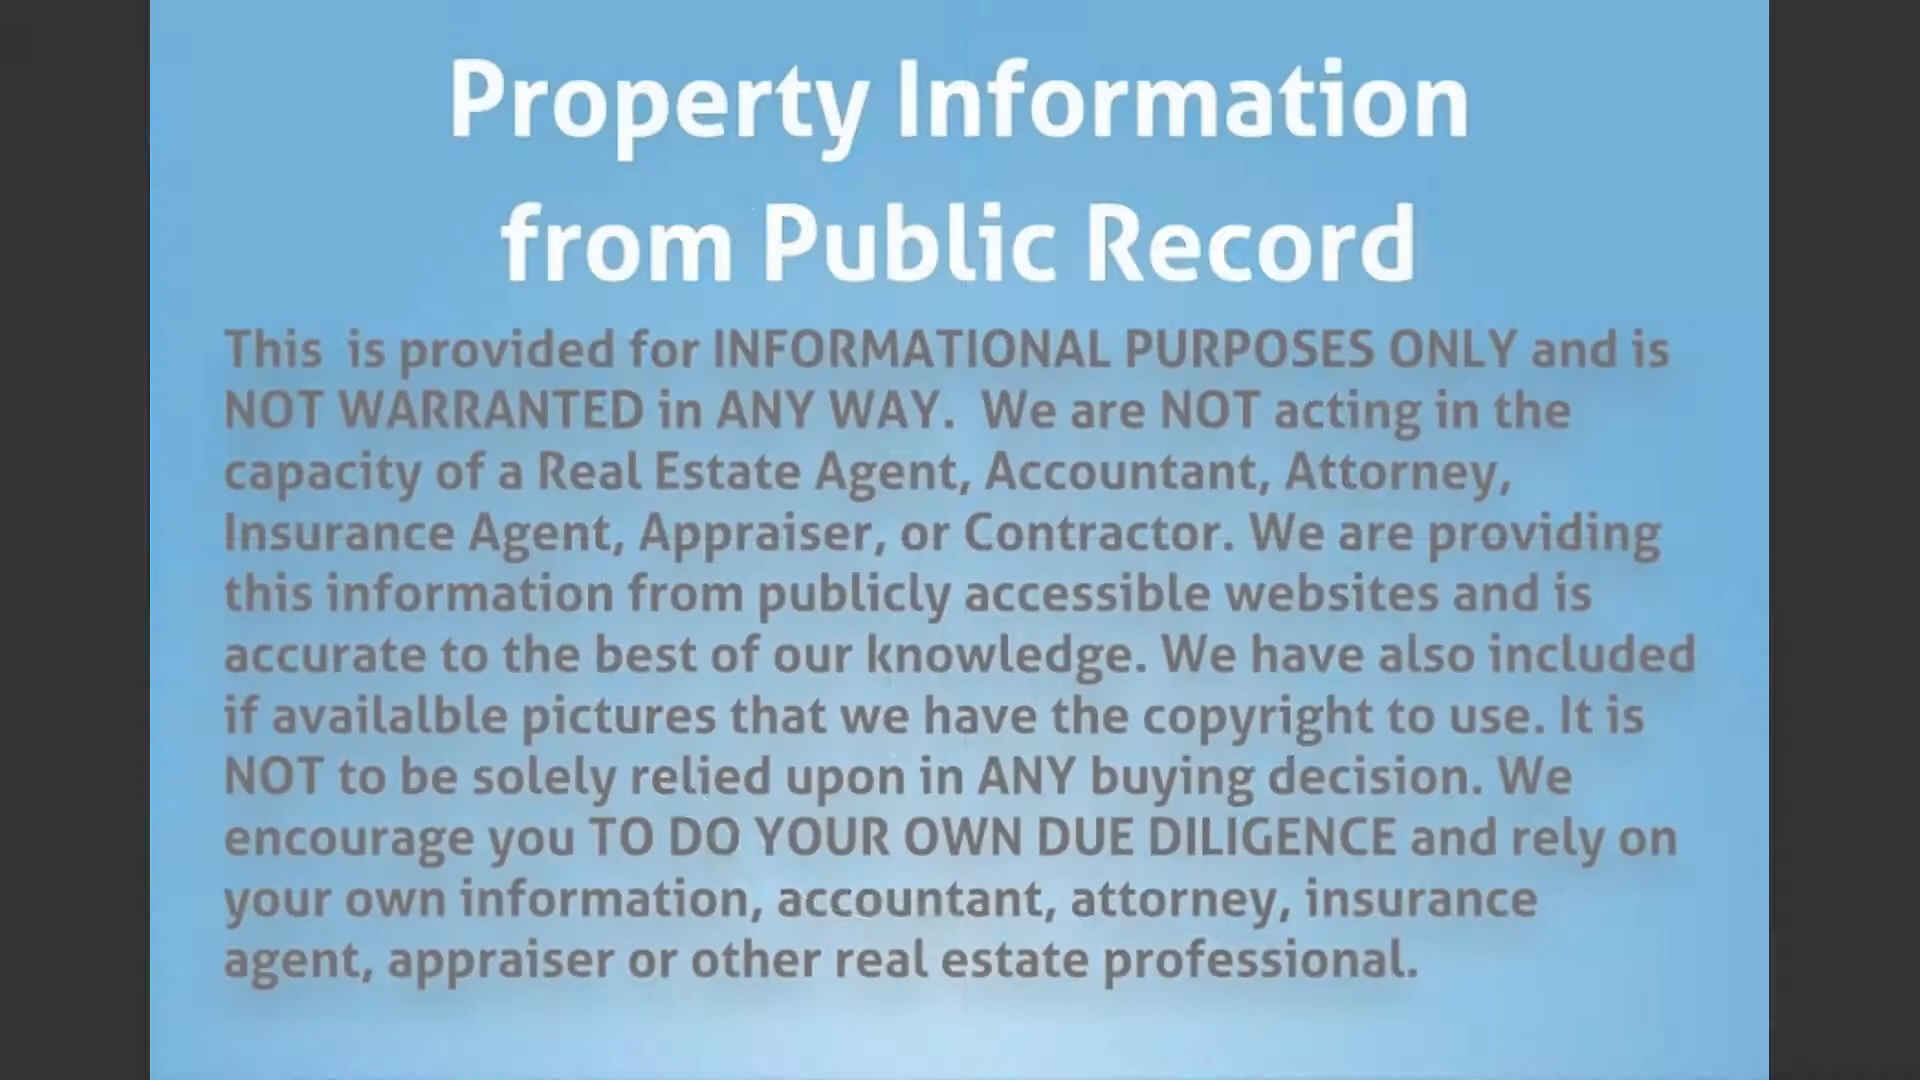 Property Information
from Public Record
This  is provided for INFORMATIONAL PURPOSES ONLY and is
NOT WARRANTED in ANY WAY.  We are NOT acting in the
capacity of a Real Estate Agent, Accountant, Attorney,
Insurance Agent, Appraiser, or Contractor. We are providing
this information from publicly accessible websites and is
accurate to the best of our knowledge. We have also included
if availalble pictures that we have the copyright to use. It is
NOT to be solely relied upon in ANY buying decision. We
encourage you TO DO YOUR OWN DUE DILIGENCE and rely on
your own information, accountant, attorney, insurance
agent, appraiser or other real estate professional.